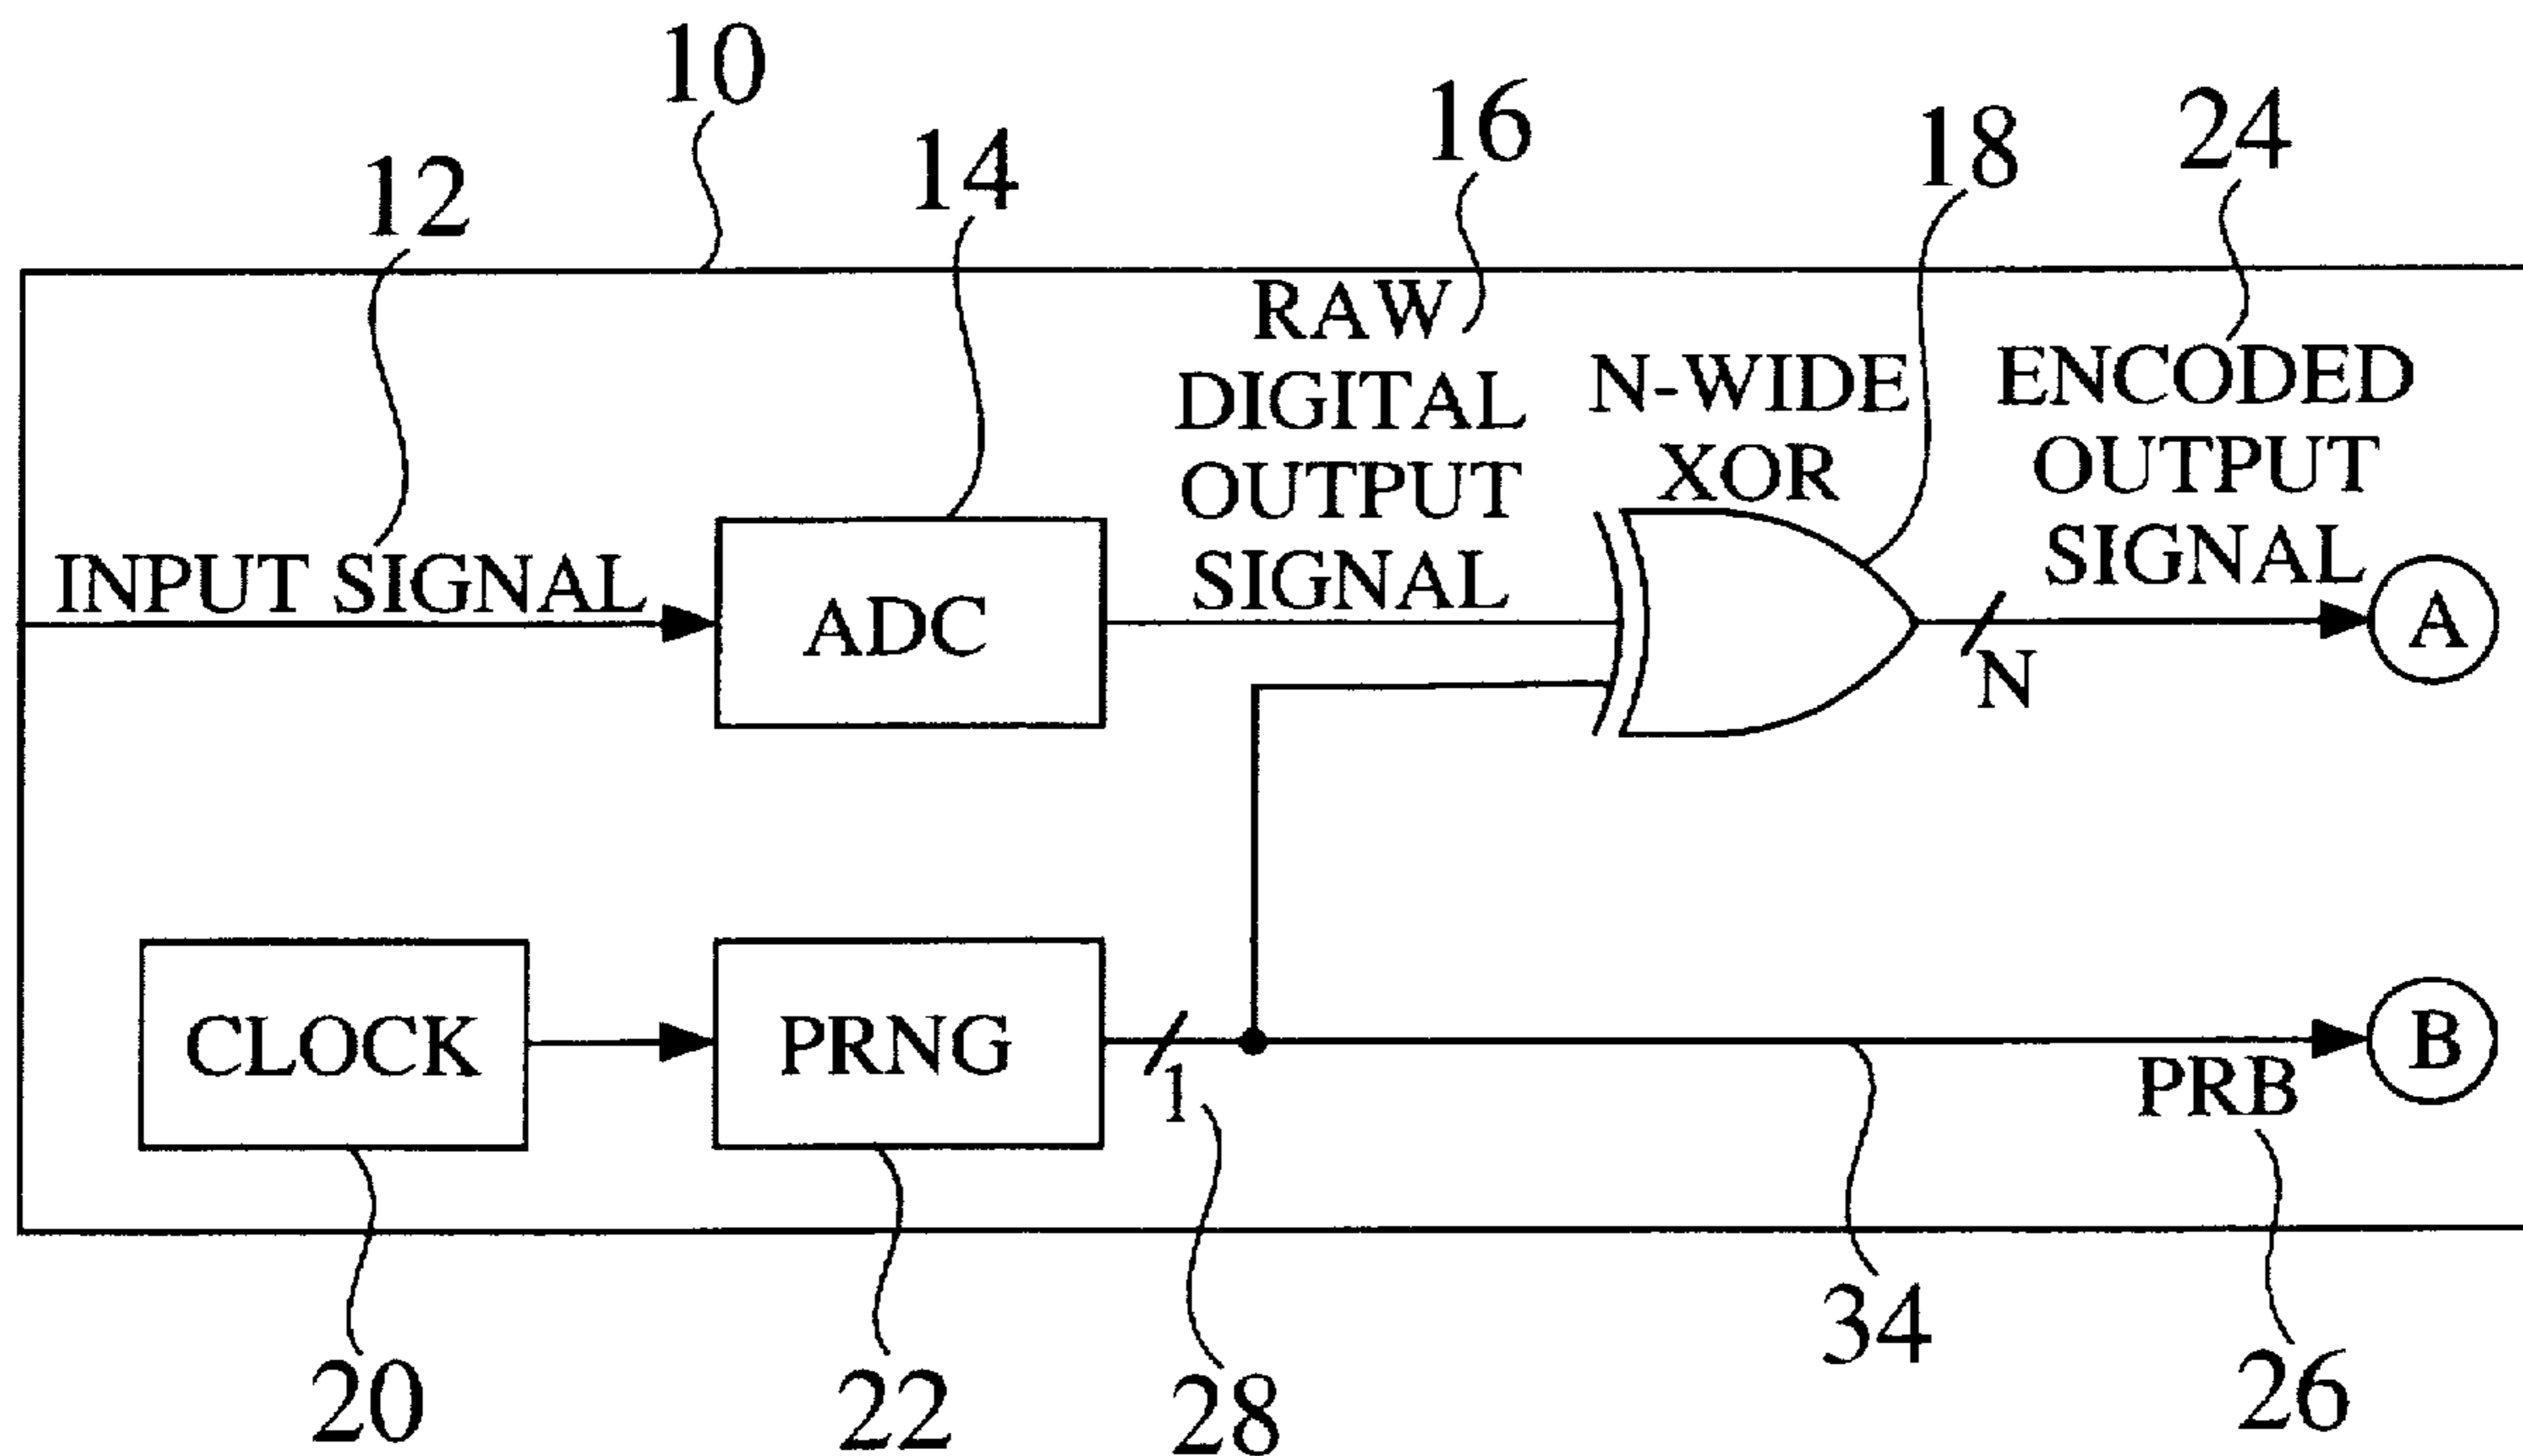 10
12
14
16
18
24
RAW
DIGITAL
OUTPUT
SIGNAL
N-WIDE
XOR
ENCODED
OUTPUT
SIGNAL
INPUT SIGNAL
ADC
N
A
CLOCK
PRNG
1
PRB
B
20
22
28
34
26